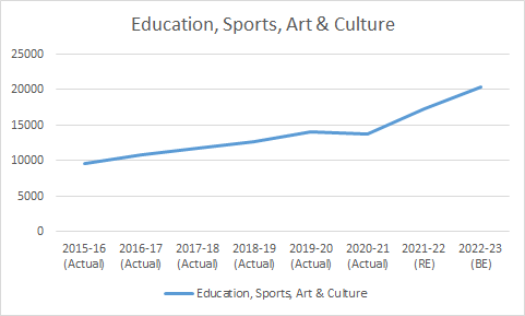 Education, Sports, Art & Culture
25000
20000
15000
10000
5000
0
2015-16 2016-17 2017-18 2018-19 2019-20 2020-21 2021-22 2022-23
(Actual) (Actual) (Actual) (Actual) (Actual) (Actual) (RE) (BE)
Education, Sports, Art & Culture